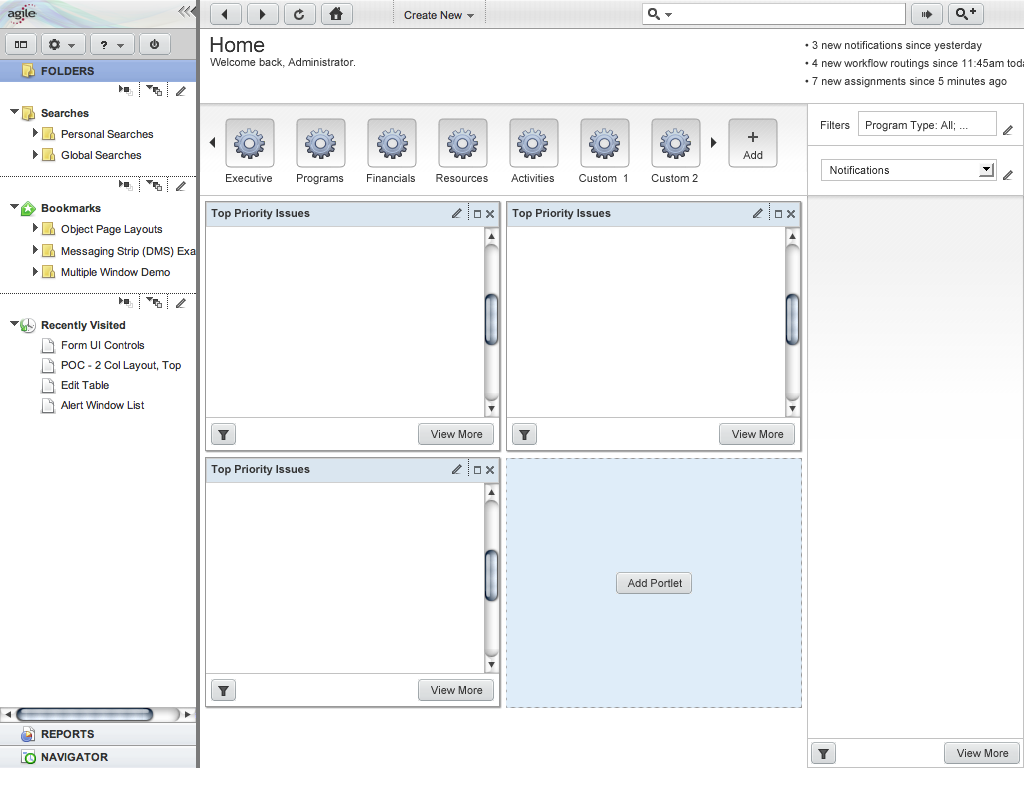 agile
Create New
?
FOLDERS
Home
Welcome back, Administrator.
• 3 new notifications since yesterday
• 4 new workflow routings since 11:45am toda
• 7 new assignments since 5 minutes ago
Searches
Personal Searches
Global Searches
Bookmarks
Object Page Layouts
Messaging Strip (DMS) Exa
Multiple Window Demo
Recently Visited
Form UI Controls
POC - 2 Col Layout, Top
Edit Table
Alert Window List
REPORTS
NAVIGATOR
Executive
Programs
Financials
Resources
Activities
Custom 1
Custom 2
+
Add
Filters
Program Type: All; ...
Notifications
Top Priority Issues
View More
Top Priority Issues
View More
Top Priority Issues
View More
Add Portlet
View More